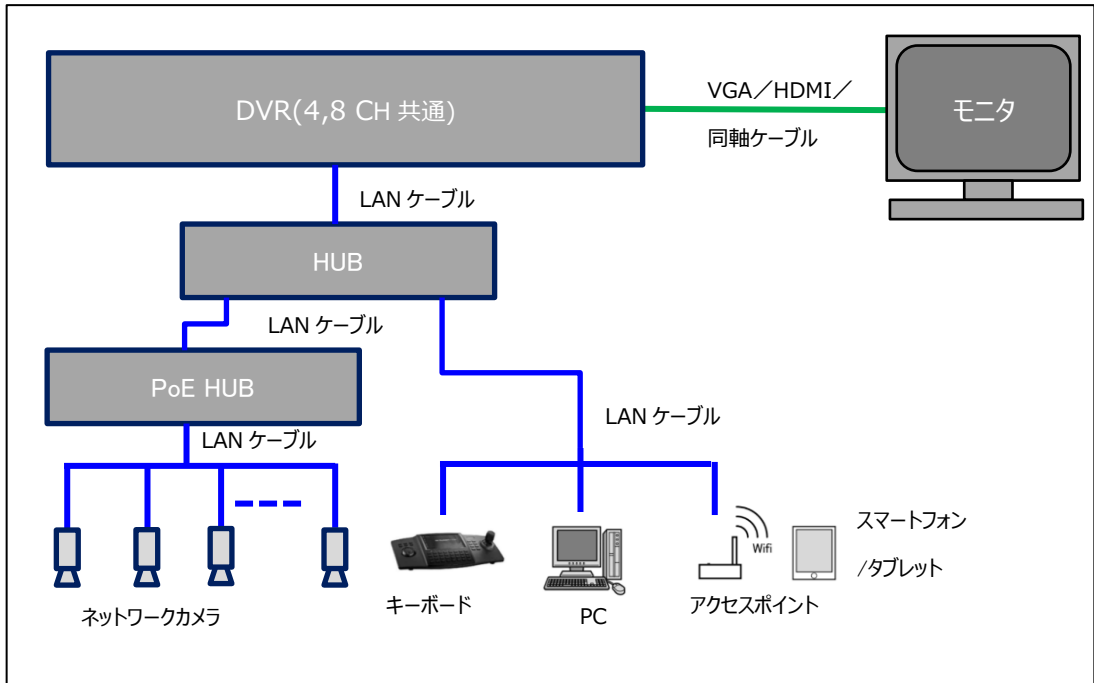 DVR(4,8 CH 共通)
VGA／HDMI／
同軸ケーブル
モニタ
LAN ケーブル
HUB
LAN ケーブル
PoE HUB
LAN ケーブル
LAN ケーブル
Wifi
スマートフォン
/タブレット
ネットワークカメラ
キーボード
PC
アクセスポイント